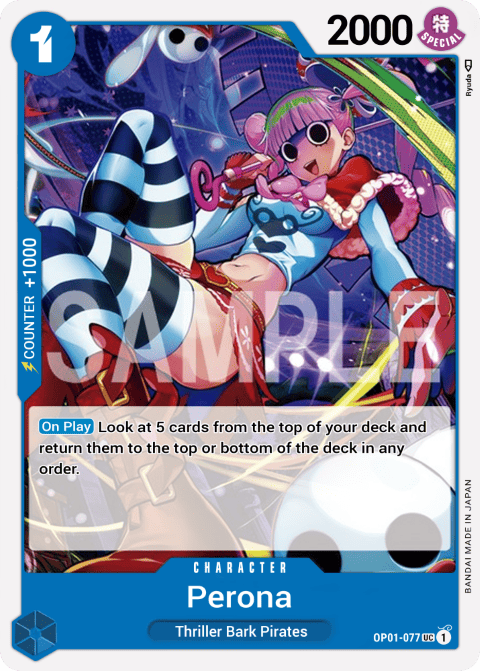 1
2000
特
SPECIAL
Ryuda
COUNTER +1000
SAMPLE
On Play Look at 5 cards from the top of your deck and
return them to the top or bottom of the deck in any
order.
BANDAI MADE IN JAPAN
CHARACTER
Perona
Thriller Bark Pirates
OP01-077 UC 1